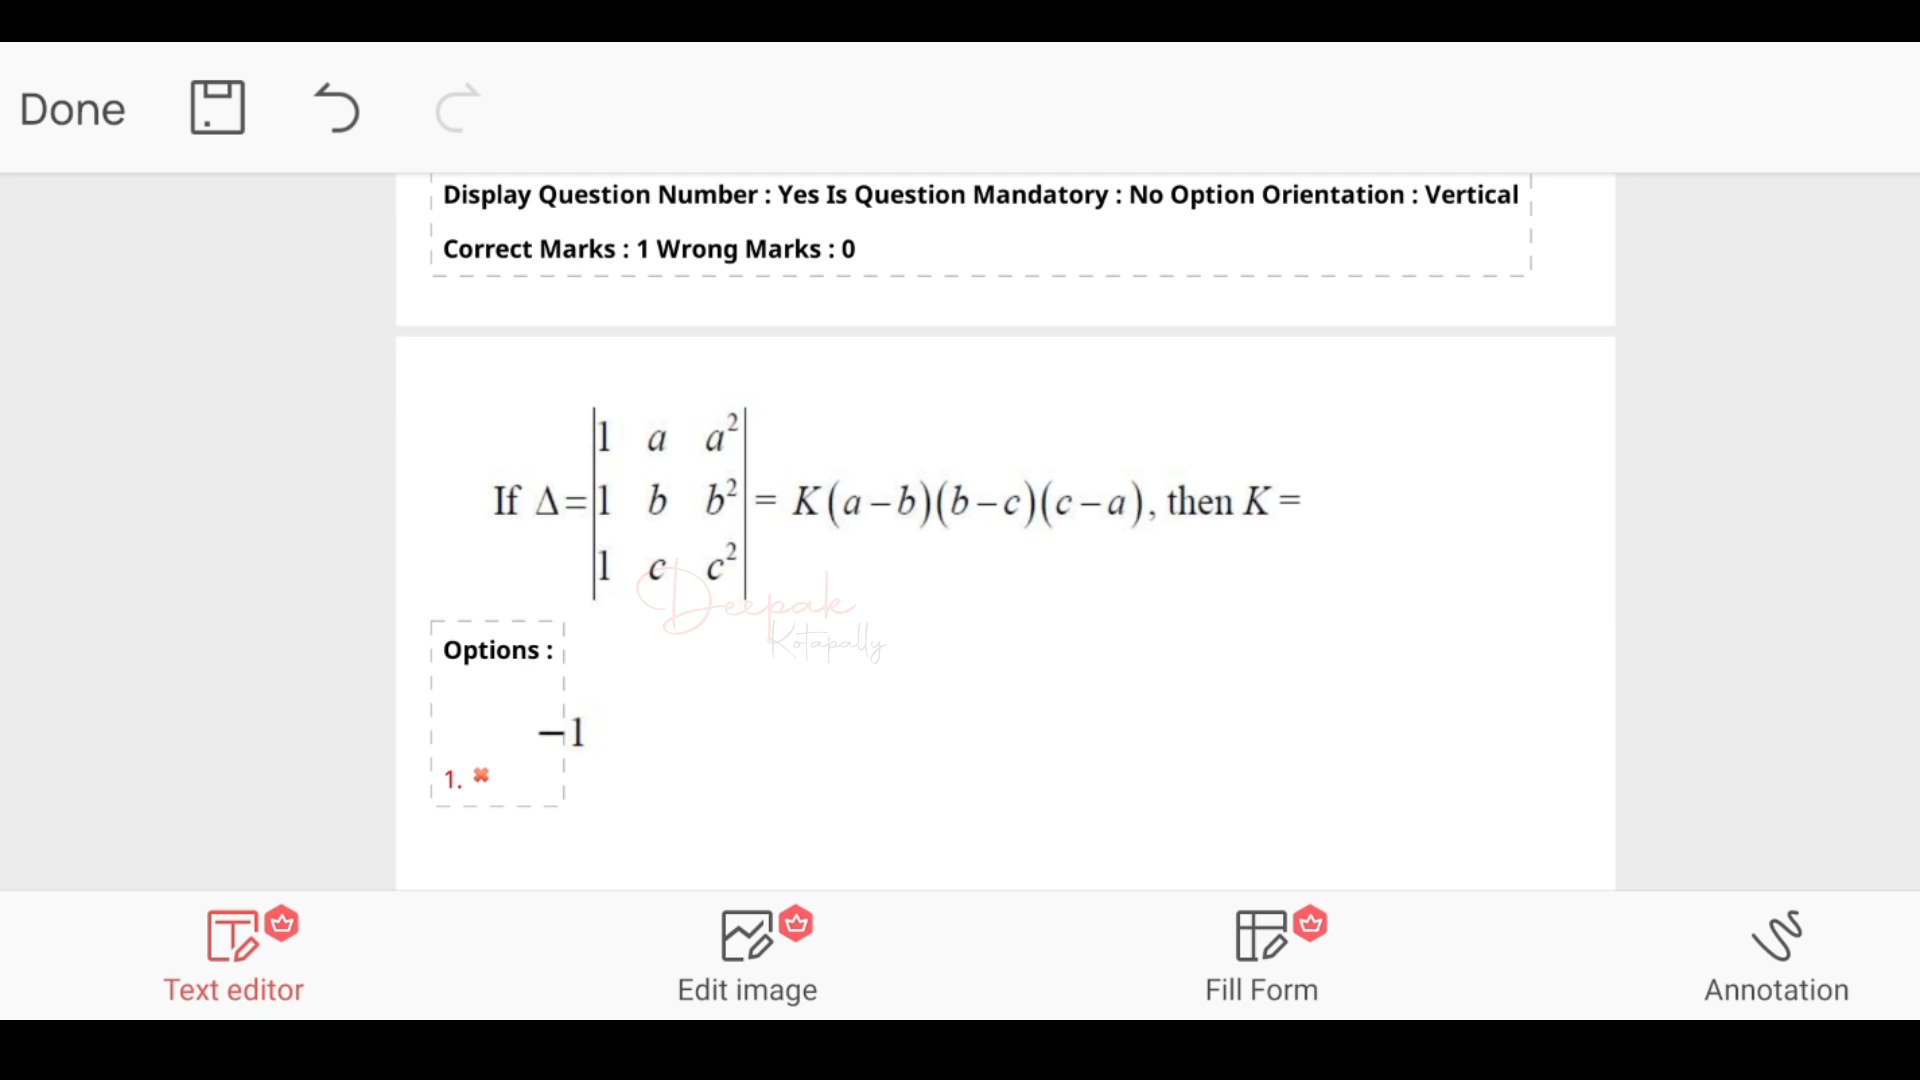 Done
Display Question Number : Yes Is Question Mandatory : No Option Orientation : Vertical
Correct Marks : 1 Wrong Marks : 0
1 a a²
If Δ = 1 b b² = K(a−b)(b−c)(c−a), then K =
1 c c²
Deepak
Kotapally
Options :
−1
1. ✖
Text editor Edit image Fill Form Annotation